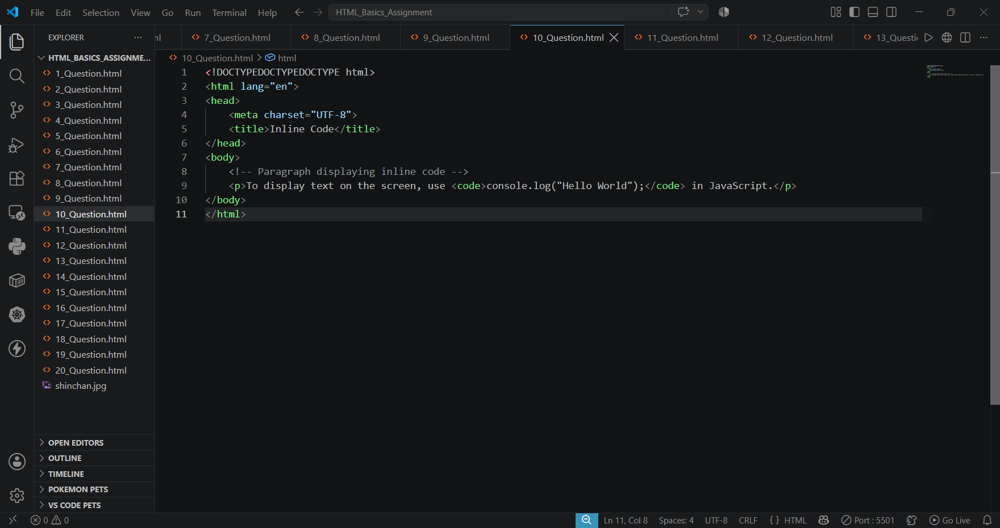 File Edit Selection View Go Run Terminal Help HTML_Basics_Assignment
EXPLORER
HTML_BASICS_ASSIGNME...
1_Question.html
2_Question.html
3_Question.html
4_Question.html
5_Question.html
6_Question.html
7_Question.html
8_Question.html
9_Question.html
10_Question.html
11_Question.html
12_Question.html
13_Question.html
14_Question.html
15_Question.html
16_Question.html
17_Question.html
18_Question.html
19_Question.html
20_Question.html
shinchan.jpg
OPEN EDITORS
OUTLINE
TIMELINE
POKEMON PETS
VS CODE PETS
nl 7_Question.html 8_Question.html 9_Question.html 10_Question.html 11_Question.html 12_Question.html 13_Questi
10_Question.html > html
1 <!DOCTYPEDOCTYPEDOCTYPE html>
2 <html lang="en">
3 <head>
4 <meta charset="UTF-8">
5 <title>Inline Code</title>
6 </head>
7 <body>
8 <!-- Paragraph displaying inline code -->
9 <p>To display text on the screen, use <code>console.log("Hello World");</code> in JavaScript.</p>
10 </body>
11 </html>
0 0 Ln 11, Col 8 Spaces: 4 UTF-8 CRLF { } HTML Port : 5501 Go Live